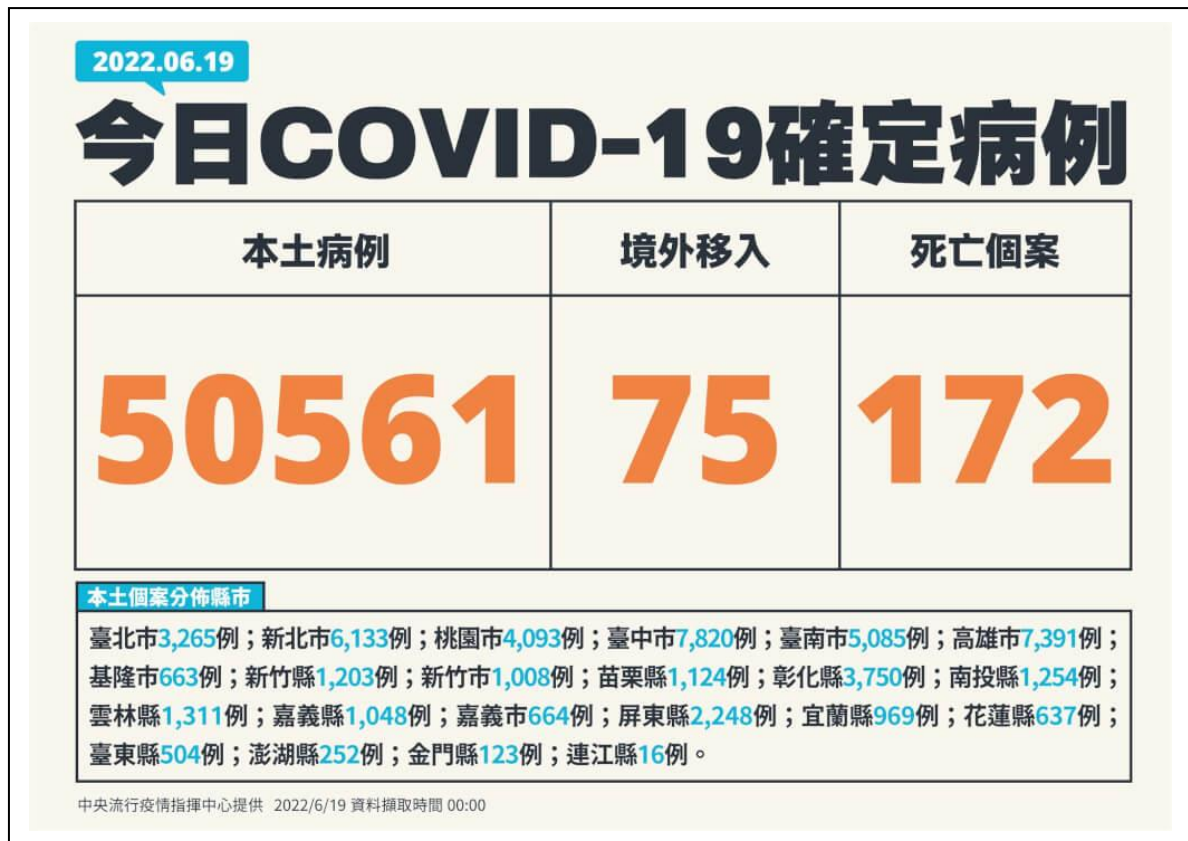 2022.06.19
今日COVID-19確定病例
本土病例 境外移入 死亡個案
50561 75 172
本土個案分佈縣市
臺北市3,265例；新北市6,133例；桃園市4,093例；臺中市7,820例；臺南市5,085例；高雄市7,391例；
基隆市663例；新竹縣1,203例；新竹市1,008例；苗栗縣1,124例；彰化縣3,750例；南投縣1,254例；
雲林縣1,311例；嘉義縣1,048例；嘉義市664例；屏東縣2,248例；宜蘭縣969例；花蓮縣637例；
臺東縣504例；澎湖縣252例；金門縣123例；連江縣16例。
中央流行疫情指揮中心提供 2022/6/19 資料擷取時間 00:00